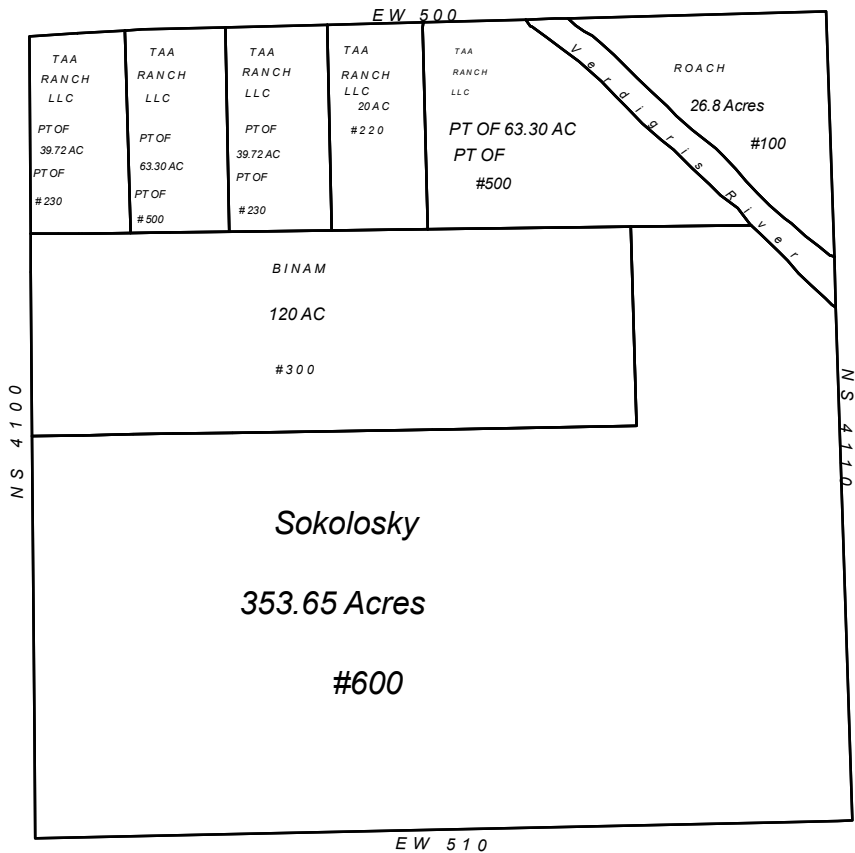 EW 500
TAA
RANCH
LLC
PT OF
39.72 AC
PT OF
#230
TAA
RANCH
LLC
PT OF
63.30 AC
PT OF
#500
TAA
RANCH
LLC
PT OF
39.72 AC
PT OF
#230
TAA
RANCH
LLC
20 AC
#220
TAA
RANCH
LLC
PT OF 63.30 AC
PT OF
#500
Verdigris River
ROACH
26.8 Acres
#100
BINAM
120 AC
#300
NS 4100
NS 4110
Sokolosky
353.65 Acres
#600
EW 510